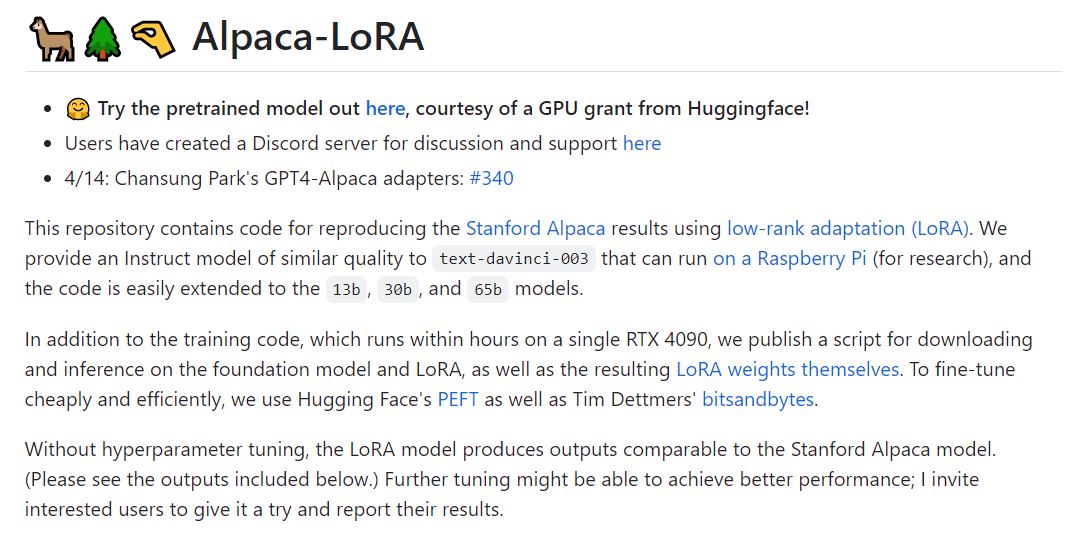 🦙🌲🤏 Alpaca-LoRA
• 🤗 Try the pretrained model out here, courtesy of a GPU grant from Huggingface!
• Users have created a Discord server for discussion and support here
• 4/14: Chansung Park's GPT4-Alpaca adapters: #340
This repository contains code for reproducing the Stanford Alpaca results using low-rank adaptation (LoRA). We
provide an Instruct model of similar quality to text-davinci-003 that can run on a Raspberry Pi (for research), and
the code is easily extended to the 13b, 30b, and 65b models.
In addition to the training code, which runs within hours on a single RTX 4090, we publish a script for downloading
and inference on the foundation model and LoRA, as well as the resulting LoRA weights themselves. To fine-tune
cheaply and efficiently, we use Hugging Face's PEFT as well as Tim Dettmers' bitsandbytes.
Without hyperparameter tuning, the LoRA model produces outputs comparable to the Stanford Alpaca model.
(Please see the outputs included below.) Further tuning might be able to achieve better performance; I invite
interested users to give it a try and report their results.